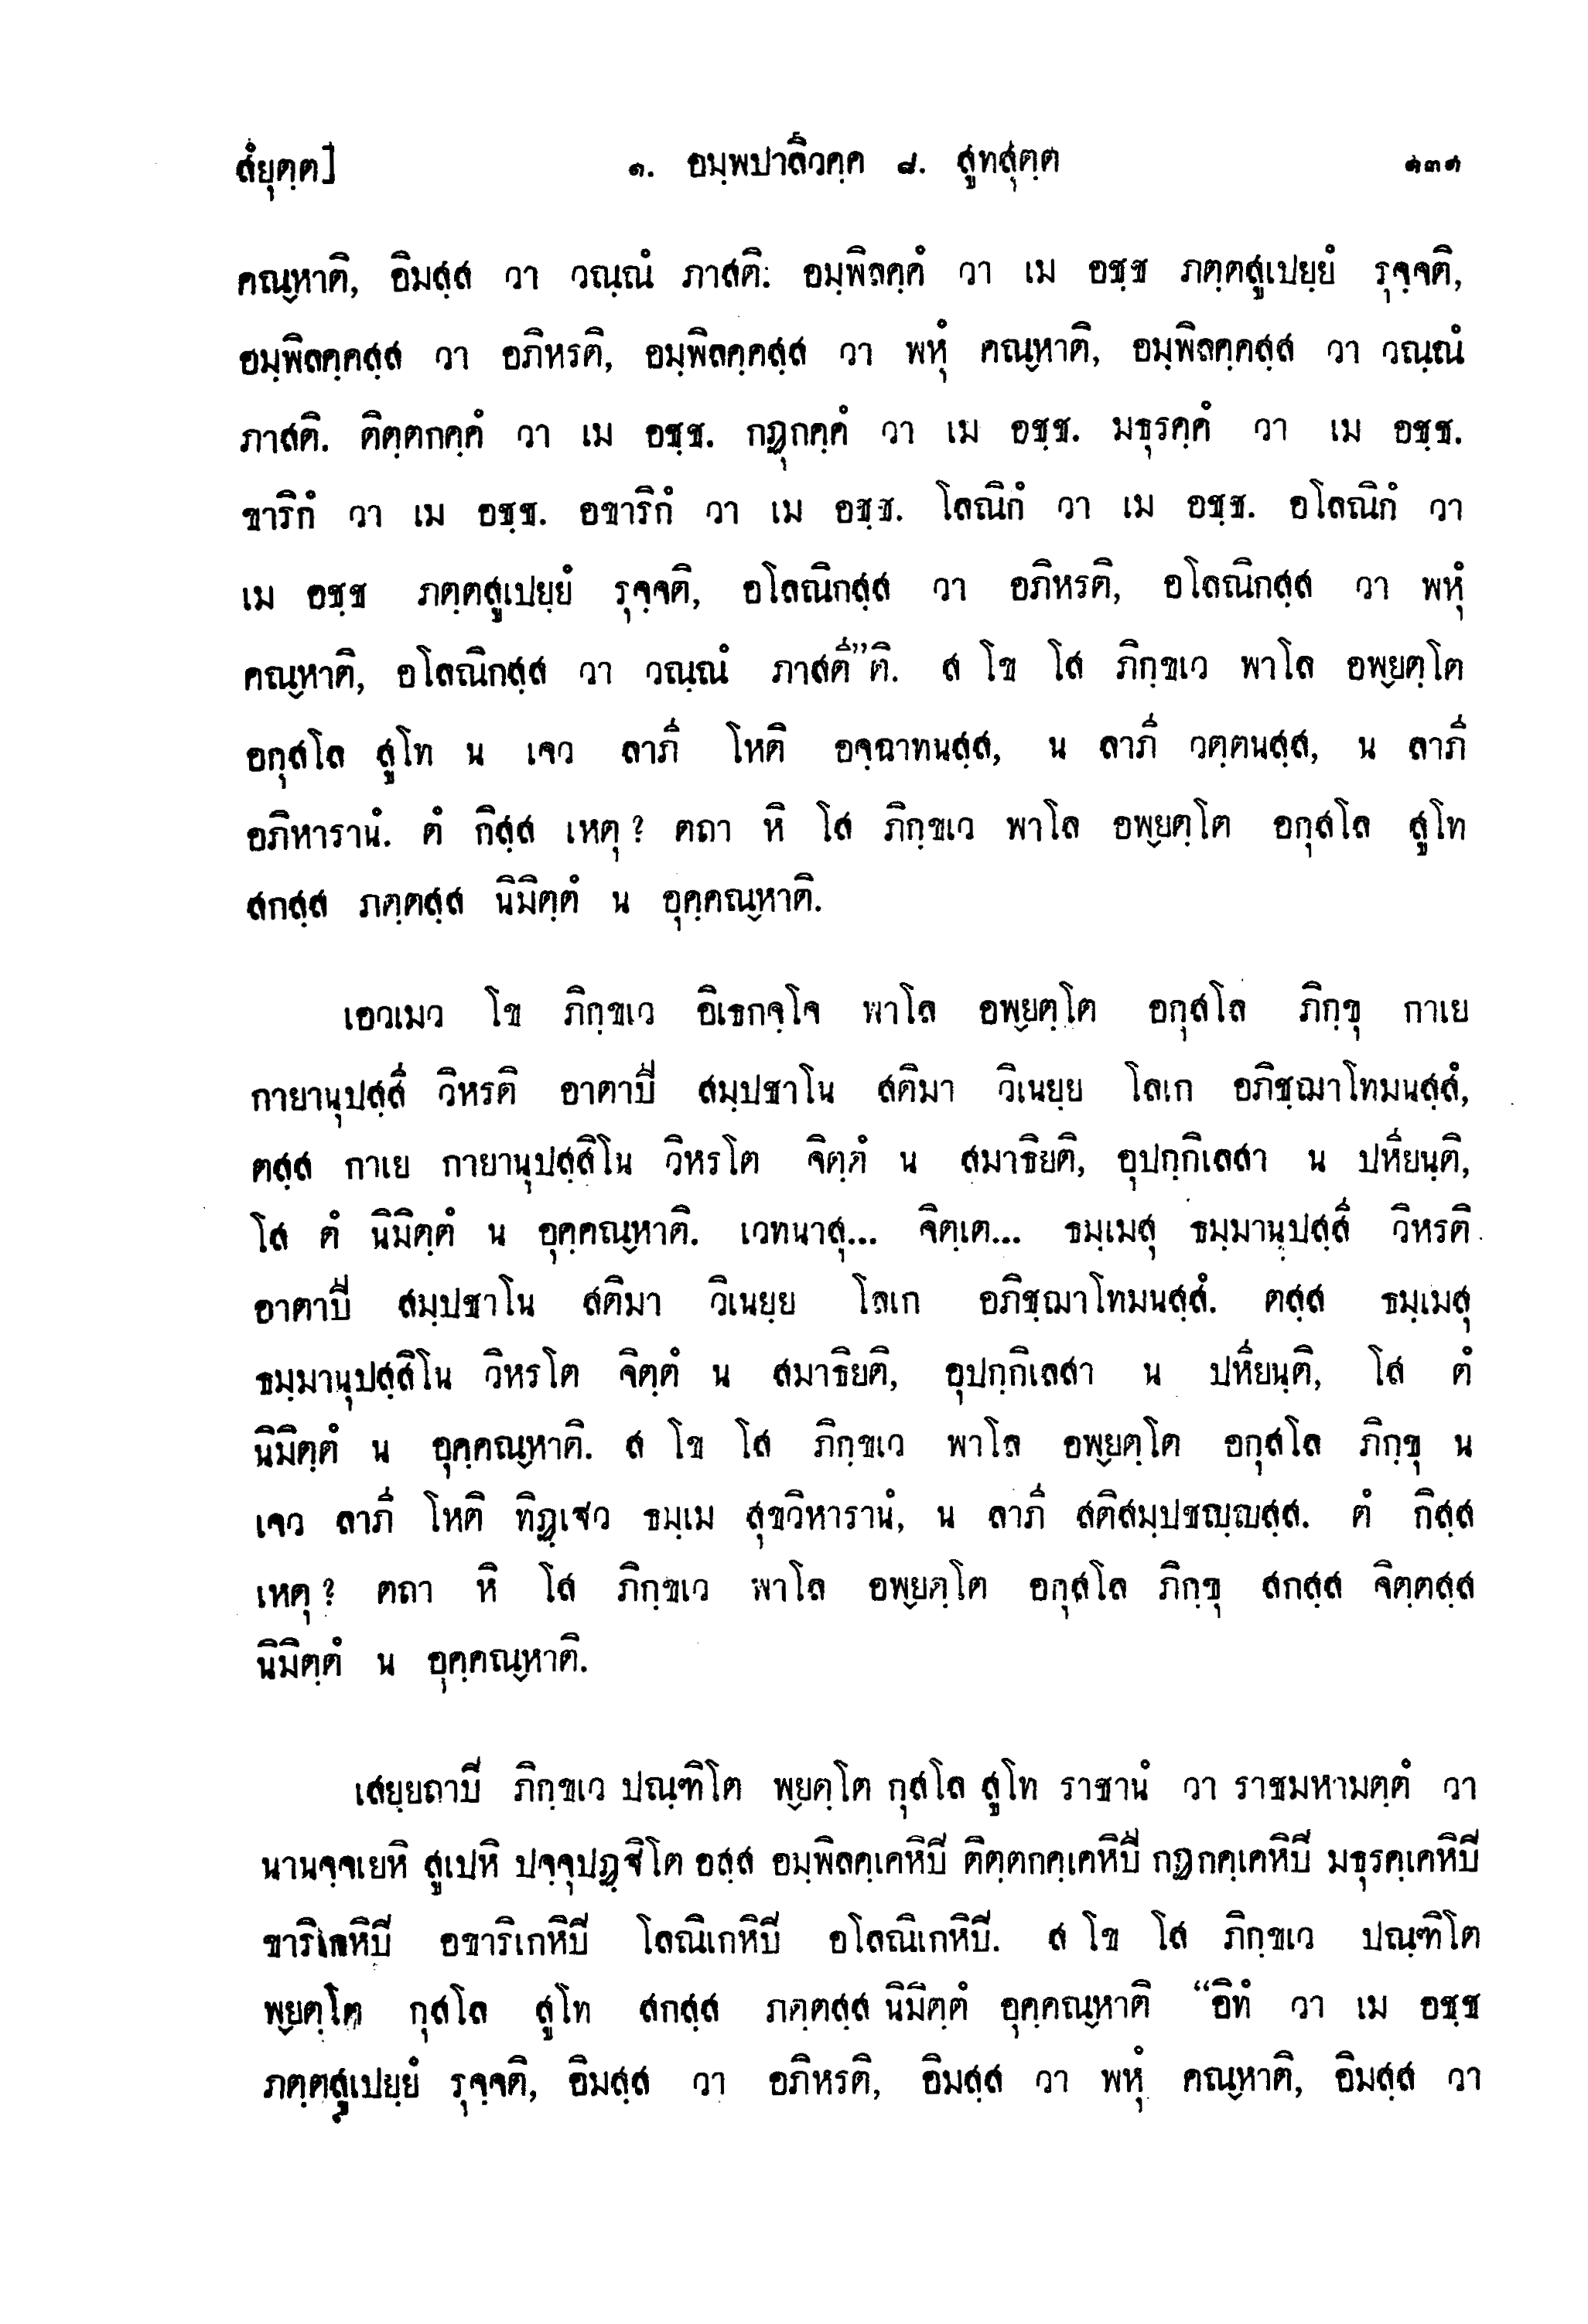 สํยุตฺต] ๑. อมฺพปาลิวคฺค ๘. สูทสุตฺต ๑๓๑
คณฺหาติ, อิมสฺส วา วณฺณํ ภาสติ. อมฺพิลคฺคํ วา เม อชฺช ภตฺตสูเปยฺยํ รุจฺจติ,
อมฺพิลคฺคสฺส วา อภิหรติ, อมฺพิลคฺคสฺส วา พหุํ คณฺหาติ, อมฺพิลคฺคสฺส วา วณฺณํ
ภาสติ. ติตฺตกคฺคํ วา เม อชฺช. กฏุกคฺคํ วา เม อชฺช. มธุรคฺคํ วา เม อชฺช.
ขาริกํ วา เม อชฺช. อขาริกํ วา เม อชฺช. โลณิกํ วา เม อชฺช. อโลณิกํ วา
เม อชฺช ภตฺตสูเปยฺยํ รุจฺจติ, อโลณิกสฺส วา อภิหรติ, อโลณิกสฺส วา พหุํ
คณฺหาติ, อโลณิกสฺส วา วณฺณํ ภาสตี”ติ. ส โข โส ภิกฺขเว พาโล อพฺยตฺโต
อกุสโล สูโท น เจว ลาภี โหติ อจฺฉาทนสฺส, น ลาภี วตฺตนสฺส, น ลาภี
อภิหารานํ. ตํ กิสฺส เหตุ? ตถา หิ โส ภิกฺขเว พาโล อพฺยตฺโต อกุสโล สูโท
สกสฺส ภตฺตสฺส นิมิตฺตํ น อุคฺคณฺหาติ.
เอวเมว โข ภิกฺขเว อิเธกจฺโจ พาโล อพฺยตฺโต อกุสโล ภิกฺขุ กาเย
กายานุปสฺสี วิหรติ อาตาปี สมฺปชาโน สติมา วิเนยฺย โลเก อภิชฺฌาโทมนสฺสํ,
ตสฺส กาเย กายานุปสฺสิโน วิหรโต จิตฺตํ น สมาธิยติ, อุปกฺกิเลสา น ปหียนฺติ,
โส ตํ นิมิตฺตํ น อุคฺคณฺหาติ. เวทนาสุ... จิตฺเต... ธมฺเมสุ ธมฺมานุปสฺสี วิหรติ
อาตาปี สมฺปชาโน สติมา วิเนยฺย โลเก อภิชฺฌาโทมนสฺสํ. ตสฺส ธมฺเมสุ
ธมฺมานุปสฺสิโน วิหรโต จิตฺตํ น สมาธิยติ, อุปกฺกิเลสา น ปหียนฺติ, โส ตํ
นิมิตฺตํ น อุคฺคณฺหาติ. ส โข โส ภิกฺขเว พาโล อพฺยตฺโต อกุสโล ภิกฺขุ น
เจว ลาภี โหติ ทิฏฺเฐว ธมฺเม สุขวิหารานํ, น ลาภี สติสมฺปชญฺญสฺส. ตํ กิสฺส
เหตุ? ตถา หิ โส ภิกฺขเว พาโล อพฺยตฺโต อกุสโล ภิกฺขุ สกสฺส จิตฺตสฺส
นิมิตฺตํ น อุคฺคณฺหาติ.
เสยฺยถาปิ ภิกฺขเว ปณฺฑิโต พฺยตฺโต กุสโล สูโท ราชานํ วา ราชมหามตฺตํ วา
นานจฺจเยหิ สูเปหิ ปจฺจุปฏฺฐิโต อสฺส อมฺพิลคฺเคหิปิ ติตฺตกคฺเคหิปิ กฏกคฺเคหิปิ มธุรคฺเคหิปิ
ขาริเกหิปิ อขาริเกหิปิ โลณิเกหิปิ อโลณิเกหิปิ. ส โข โส ภิกฺขเว ปณฺฑิโต
พฺยตฺโต กุสโล สูโท สกสฺส ภตฺตสฺส นิมิตฺตํ อุคฺคณฺหาติ “อิทํ วา เม อชฺช
ภตฺตสูเปยฺยํ รุจฺจติ, อิมสฺส วา อภิหรติ, อิมสฺส วา พหุํ คณฺหาติ, อิมสฺส วา